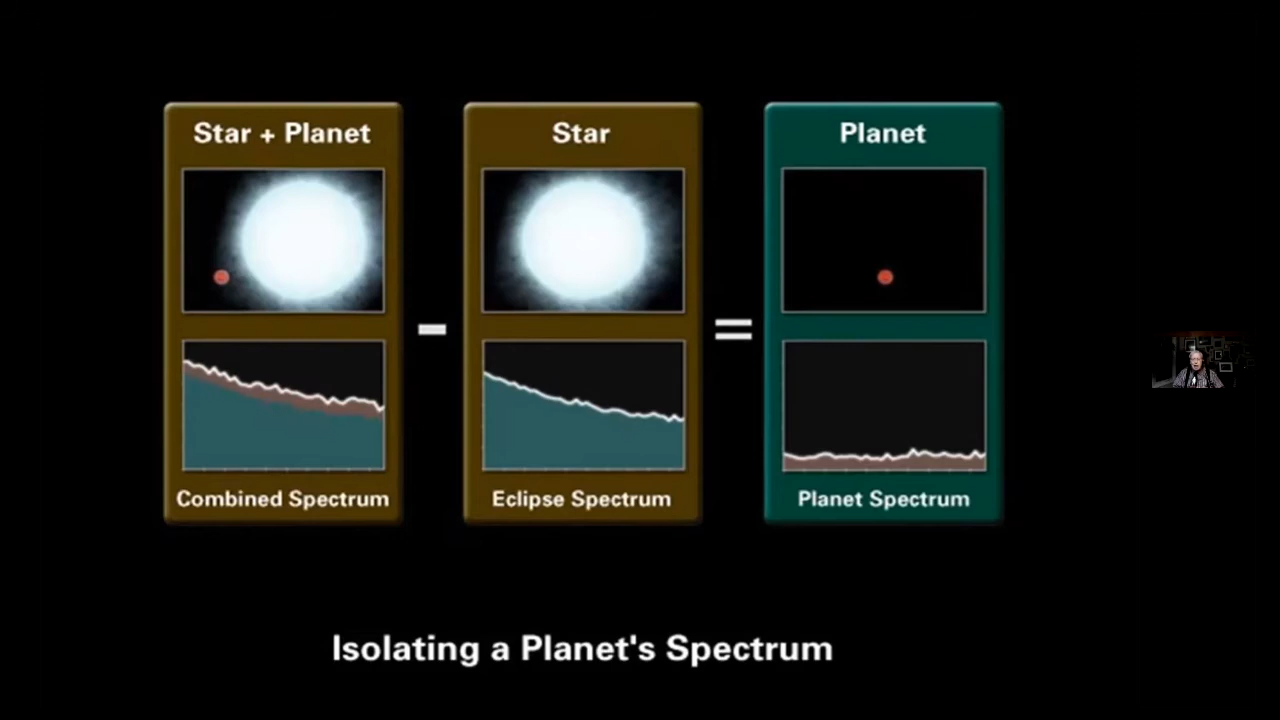 Star + Planet
Star
Planet
-
=
Combined Spectrum
Eclipse Spectrum
Planet Spectrum
Isolating a Planet's Spectrum